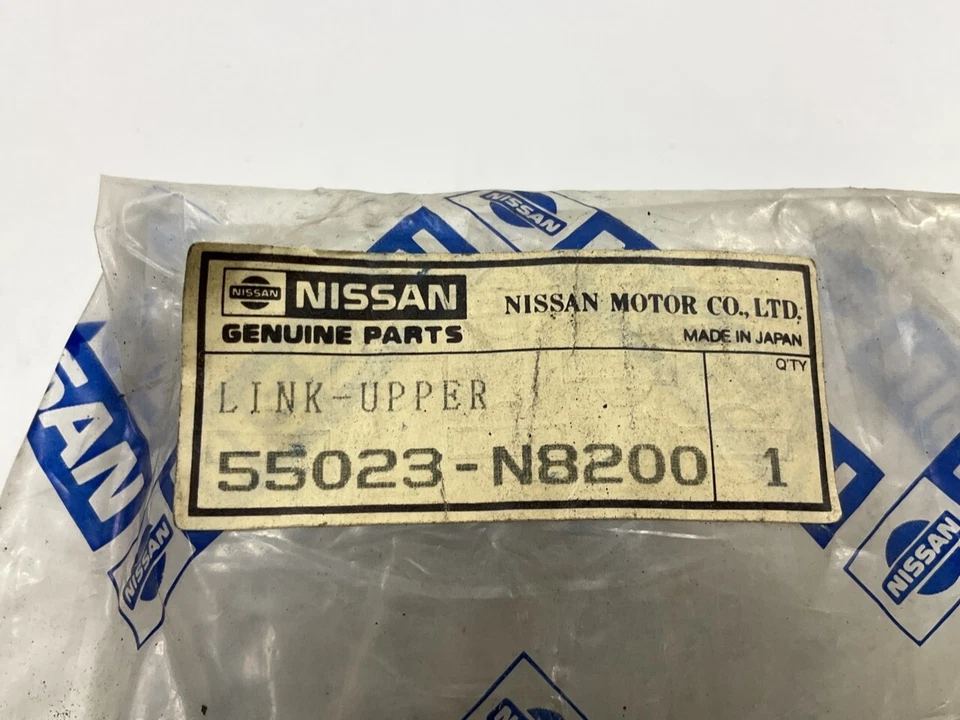 NISSAN
NISSAN NISSAN
GENUINE PARTS
NISSAN MOTOR CO., LTD.
MADE IN JAPAN
LINK-UPPER
Q'TY
55023-N8200
1
SAN
NISSAN
NISSAN